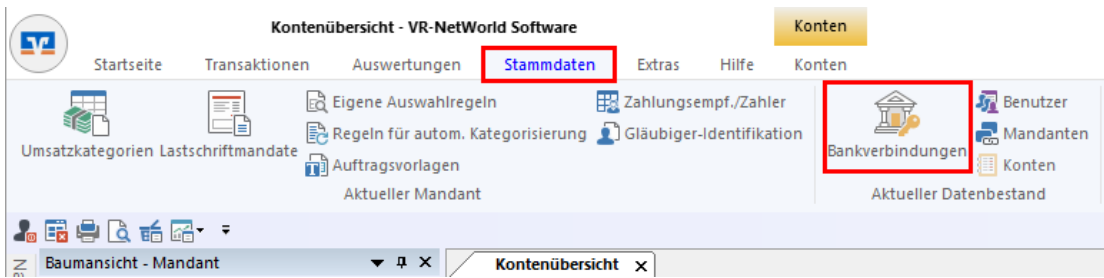 Kontenübersicht - VR-NetWorld Software
Konten
Startseite Transaktionen Auswertungen Stammdaten Extras Hilfe Konten
Eigene Auswahlregeln
Zahlungsempf./Zahler
Benutzer
Regeln für autom. Kategorisierung
Gläubiger-Identifikation
Mandanten
Umsatzkategorien Lastschriftmandate
Bankverbindungen
Auftragsvorlagen
Konten
Aktueller Mandant
Aktueller Datenbestand
Baumansicht - Mandant
Kontenübersicht x